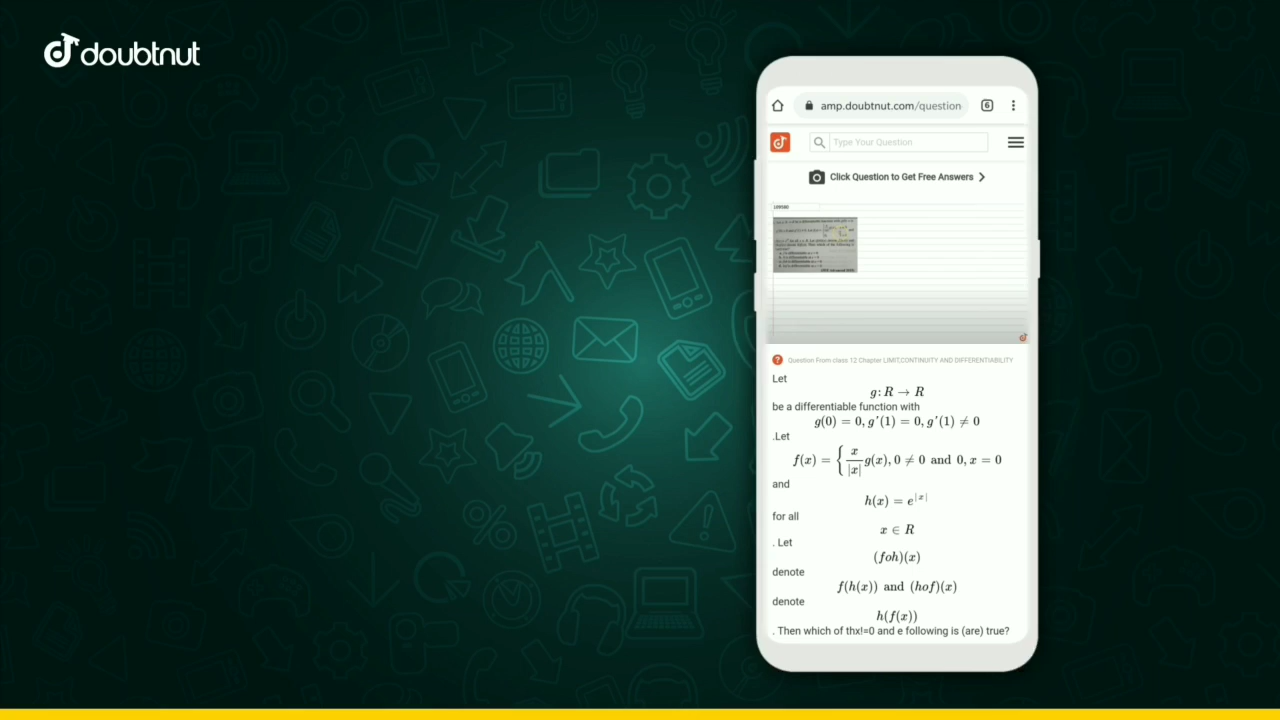 doubtnut
amp.doubtnut.com/question
6
Type Your Question
Click Question to Get Free Answers
Question From class 12 Chapter LIMIT,CONTINUITY AND DIFFERENTIABILITY
Let
g: R → R
be a differentiable function with
g(0) = 0, g′(1) = 0, g′(1) ≠ 0
.Let
f(x) = { x/|x| g(x), 0 ≠ 0 and 0, x = 0
and
h(x) = e^|x|
for all
x ∈ R
. Let
(foh)(x)
denote
f(h(x)) and (hof)(x)
denote
h(f(x))
. Then which of thx!=0 and e following is (are) true?